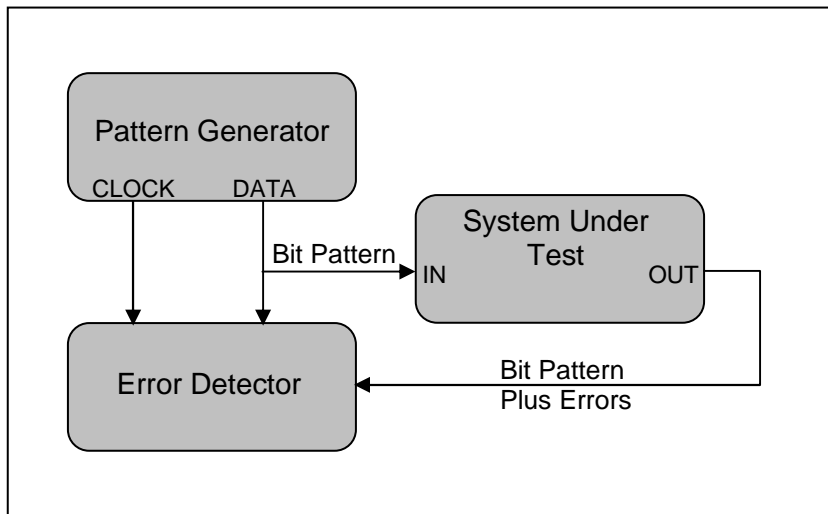 Pattern Generator
CLOCK
DATA
System Under
Test
Bit Pattern
IN
OUT
Error Detector
Bit Pattern
Plus Errors